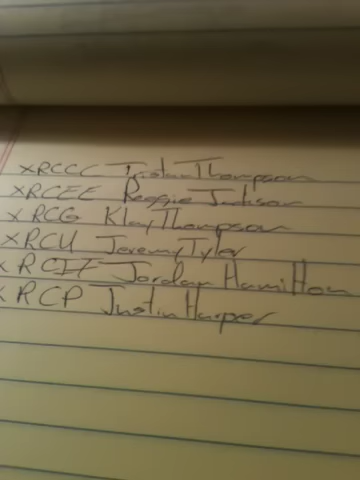 xRCCC Tristan Thompson
xRCEE Reggie Jackson
xRCG Klay Thompson
xRCU Jeremy Tyler
xRCIF Jordan Hamilton
xRCP Justin Harper